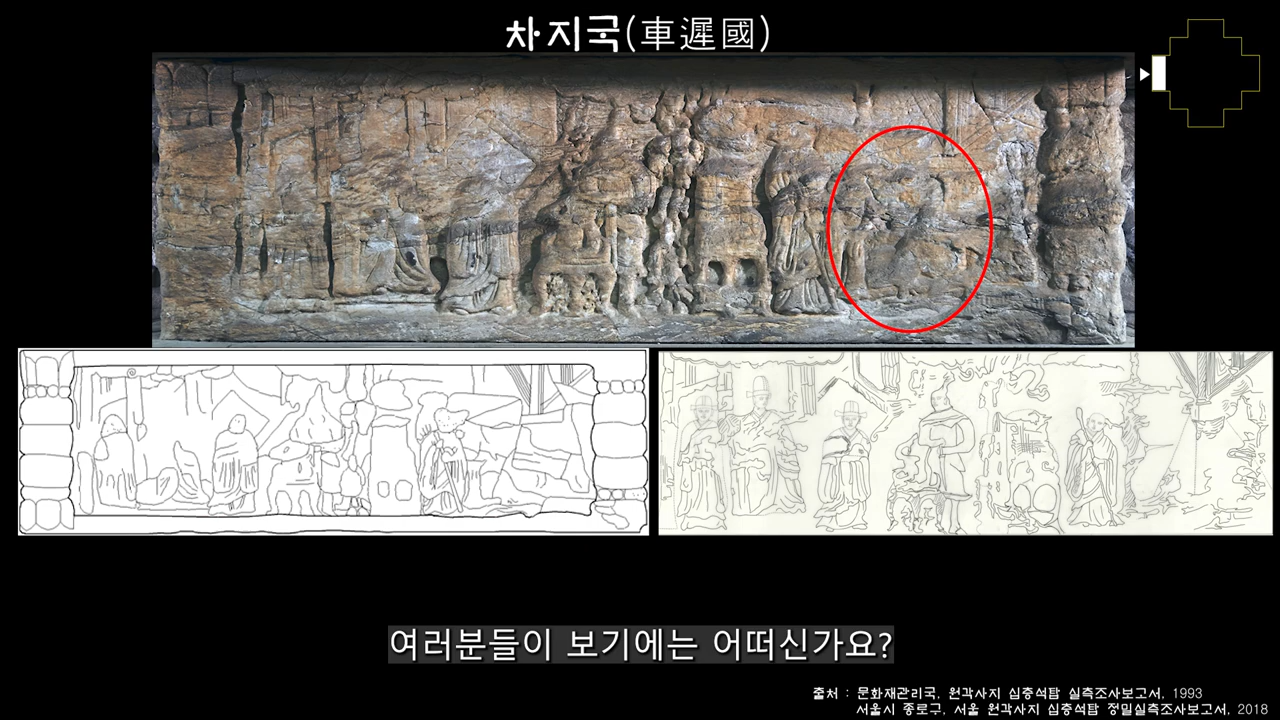 차지국(車遲國)
여러분들이 보기에는 어떠신가요?
출처 : 문화재관리국, 원각사지 십층석탑 실측조사보고서, 1993
서울시 종로구, 서울 원각사지 십층석탑 정밀실측조사보고서, 2018